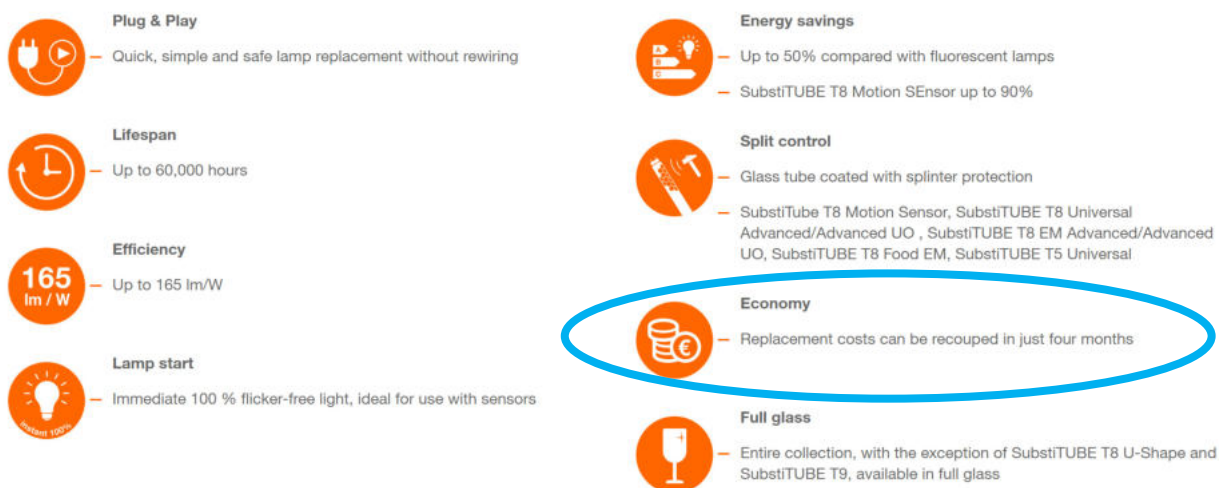 Plug & Play
Quick, simple and safe lamp replacement without rewiring
Lifespan
Up to 60,000 hours
165
lm / W
Efficiency
Up to 165 lm/W
Lamp start
Immediate 100 % flicker-free light, ideal for use with sensors
instant 100%
A
B
C
Energy savings
Up to 50% compared with fluorescent lamps
SubstiTUBE T8 Motion SEnsor up to 90%
Split control
Glass tube coated with splinter protection
SubstiTube T8 Motion Sensor, SubstiTUBE T8 Universal
Advanced/Advanced UO , SubstiTUBE T8 EM Advanced/Advanced
UO, SubstiTUBE T8 Food EM, SubstiTUBE T5 Universal
Economy
€
Replacement costs can be recouped in just four months
Full glass
Entire collection, with the exception of SubstiTUBE T8 U-Shape and
SubstiTUBE T9, available in full glass